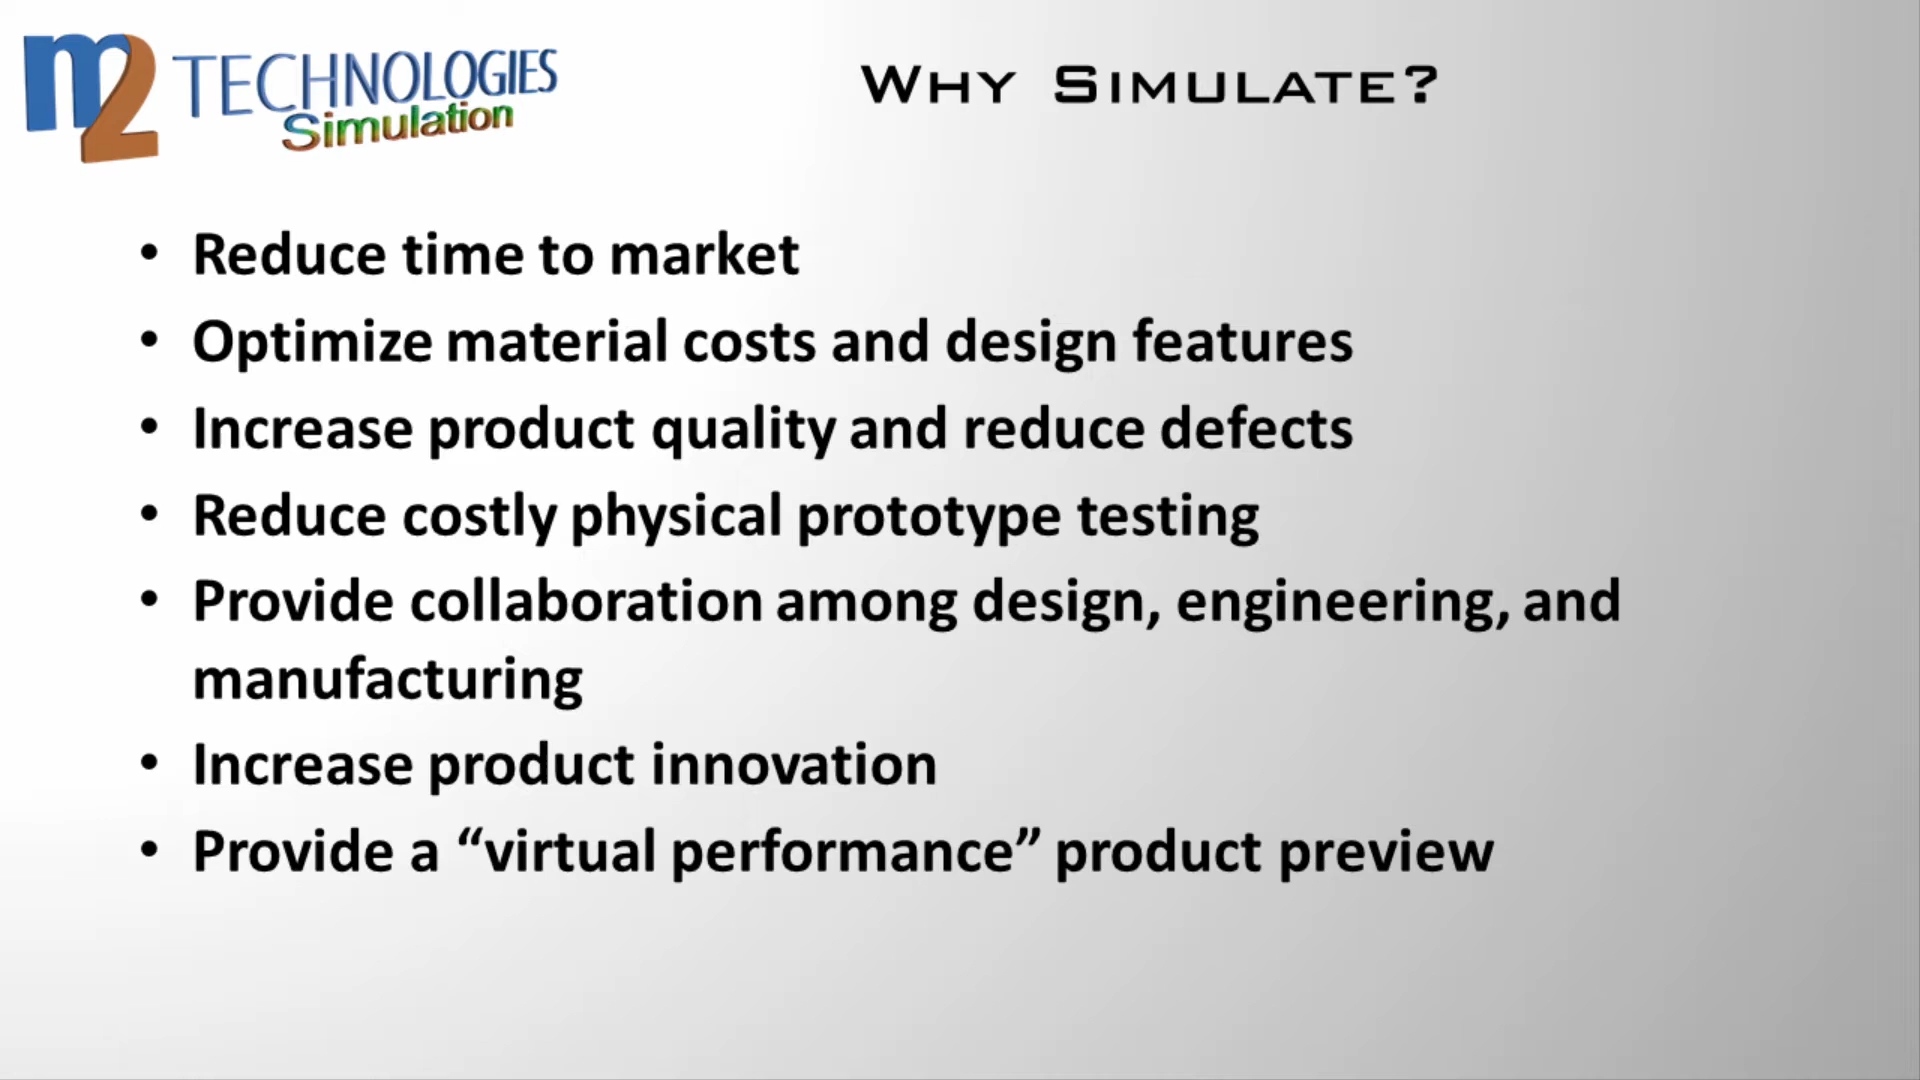 m2 TECHNOLOGIES
Simulation
WHY SIMULATE?
• Reduce time to market
• Optimize material costs and design features
• Increase product quality and reduce defects
• Reduce costly physical prototype testing
• Provide collaboration among design, engineering, and
manufacturing
• Increase product innovation
• Provide a “virtual performance” product preview